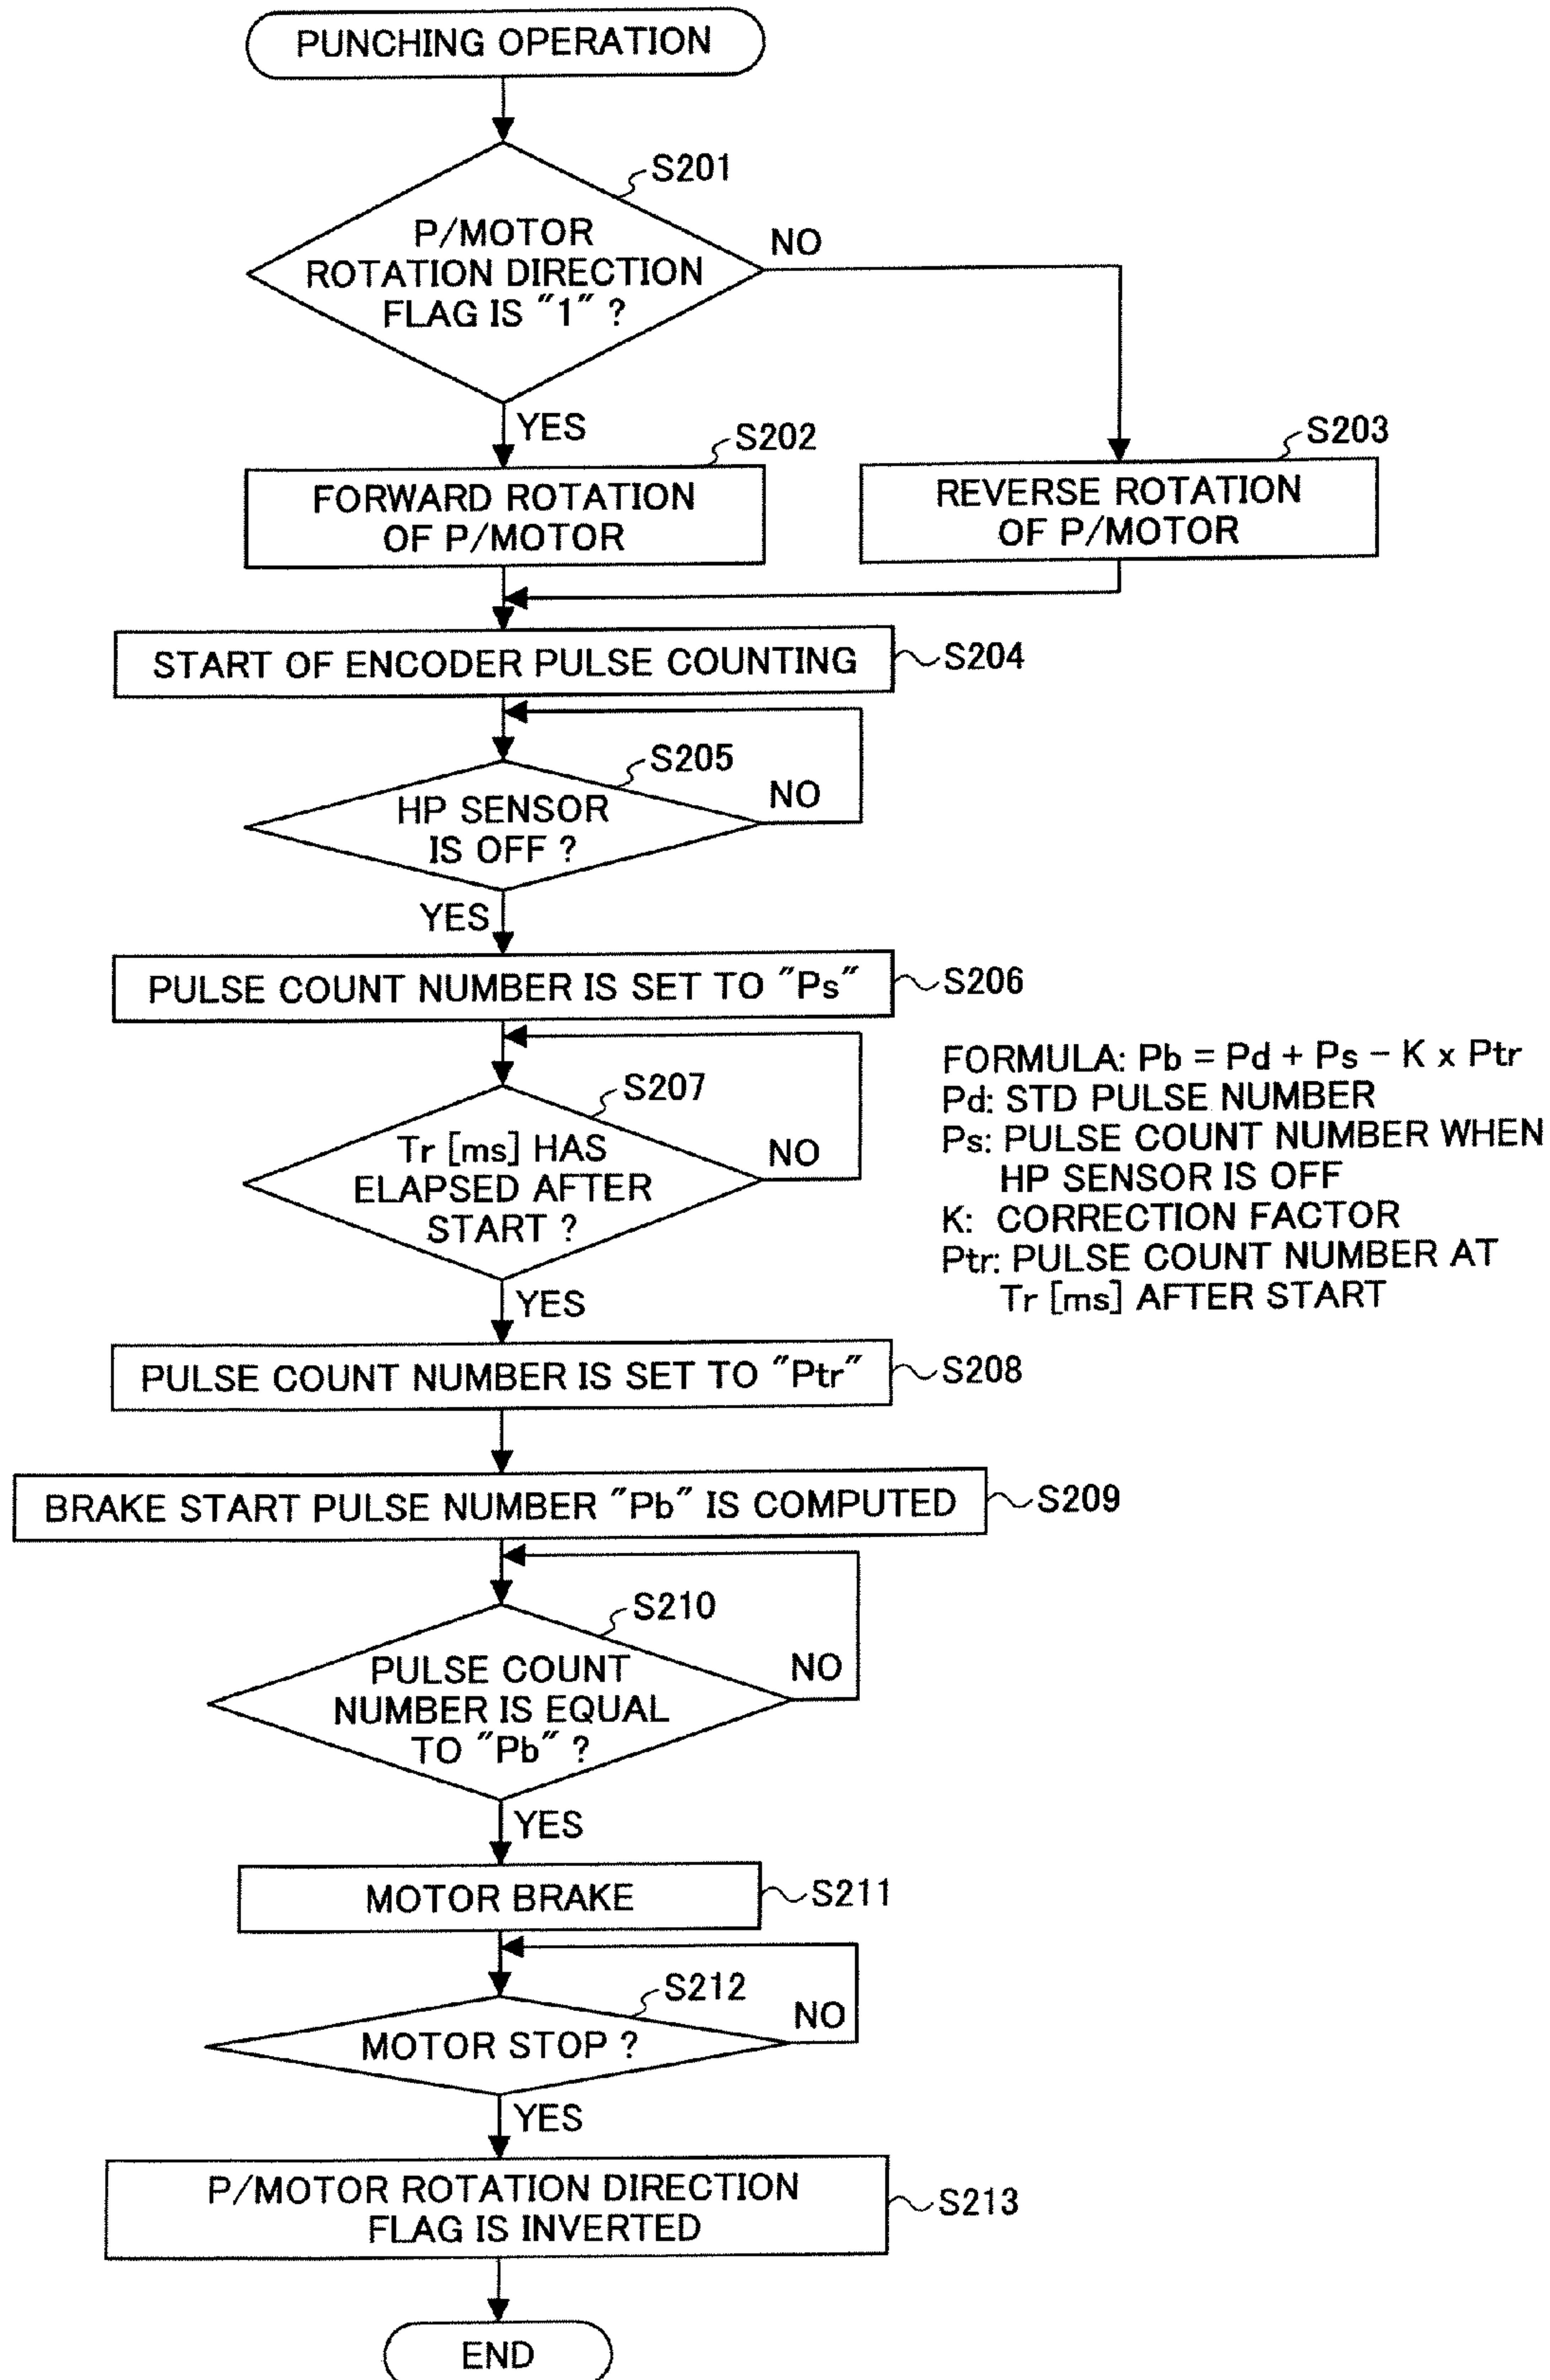 PUNCHING OPERATION
S201
P/MOTOR
ROTATION DIRECTION
FLAG IS "1" ?
NO
YES
S202
FORWARD ROTATION
OF P/MOTOR
S203
REVERSE ROTATION
OF P/MOTOR
START OF ENCODER PULSE COUNTING
S204
S205
HP SENSOR
IS OFF ?
NO
YES
PULSE COUNT NUMBER IS SET TO "Ps"
S206
S207
Tr [ms] HAS
ELAPSED AFTER
START ?
NO
YES
FORMULA: Pb = Pd + Ps - K x Ptr
Pd: STD PULSE NUMBER
Ps: PULSE COUNT NUMBER WHEN
HP SENSOR IS OFF
K: CORRECTION FACTOR
Ptr: PULSE COUNT NUMBER AT
Tr [ms] AFTER START
PULSE COUNT NUMBER IS SET TO "Ptr"
S208
BRAKE START PULSE NUMBER "Pb" IS COMPUTED
S209
S210
PULSE COUNT
NUMBER IS EQUAL
TO "Pb" ?
NO
YES
MOTOR BRAKE
S211
S212
MOTOR STOP ?
NO
YES
P/MOTOR ROTATION DIRECTION
FLAG IS INVERTED
S213
END